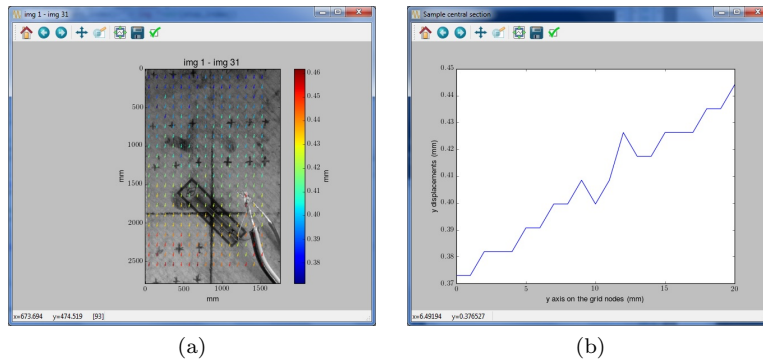 img 1 - img 31
img 1 - img 31
0
500
1000
1500
2000
2500
mm
0 500 1000 1500
mm
0.46
0.45
0.44
0.43
0.42
0.41
0.40
0.39
0.38
mm
x=673.694 y=474.519 [93]
(a)
Sample central section
0.45
0.44
0.43
0.42
0.41
0.40
0.39
0.38
0.37
y displacements (mm)
0 5 10 15 20
y axis on the grid nodes (mm)
x=6.49194 y=0.376527
(b)